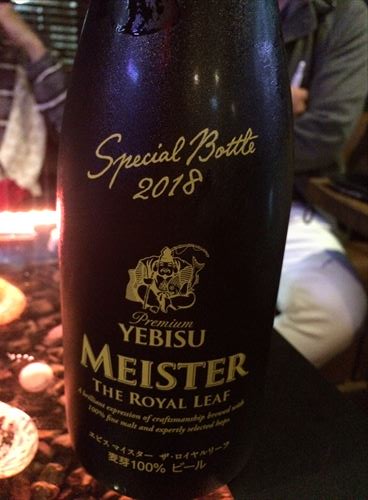 Special Bottle
2018
Premium
YEBISU
MEISTER
THE ROYAL LEAF
A brilliant expression of craftsmanship brewed with
100% fine malt and expertly selected hops
ヱビス マイスター ザ・ロイヤルリーフ
麦芽100% ビール